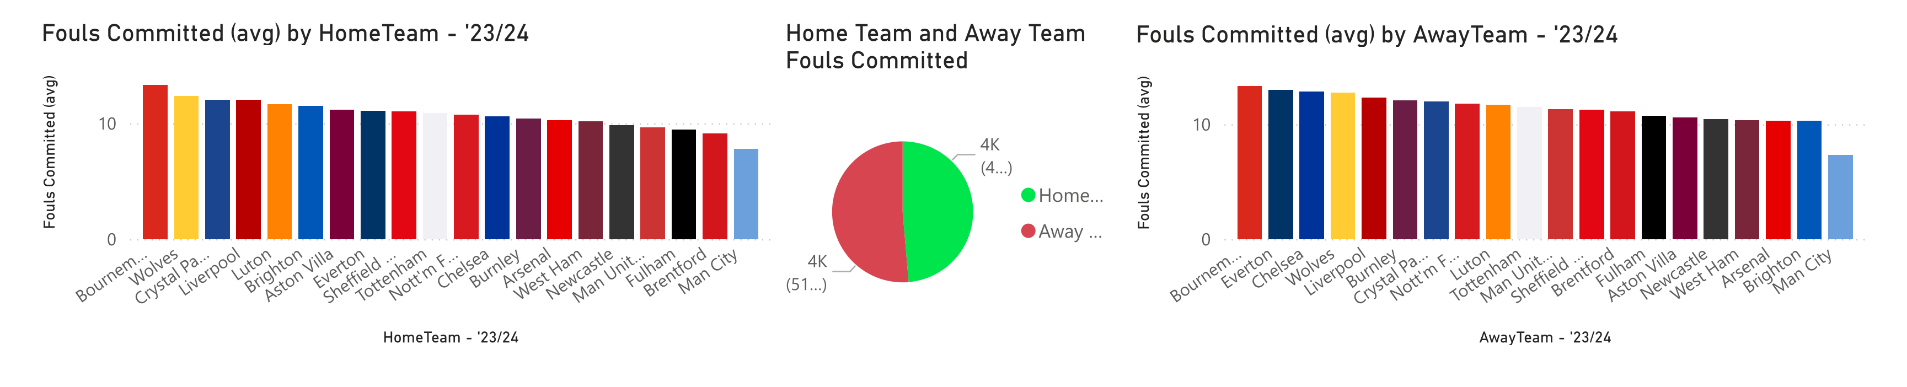 Fouls Committed (avg) by HomeTeam - '23/24
Fouls Committed (avg)
10
0
Bournem...
Wolves
Crystal Pa...
Liverpool
Luton
Brighton
Aston Villa
Everton
Sheffield ...
Tottenham
Nott'm F...
Chelsea
Burnley
Arsenal
West Ham
Newcastle
Man Unit...
Fulham
Brentford
Man City
HomeTeam - '23/24
Home Team and Away Team
Fouls Committed
4K
(4...)
4K
(51...)
Home...
Away ...
Fouls Committed (avg) by AwayTeam - '23/24
Fouls Committed (avg)
10
0
Bournem...
Everton
Chelsea
Wolves
Liverpool
Burnley
Crystal Pa...
Nott'm F...
Luton
Tottenham
Man Unit...
Sheffield ...
Brentford
Fulham
Aston Villa
Newcastle
West Ham
Arsenal
Brighton
Man City
AwayTeam - '23/24